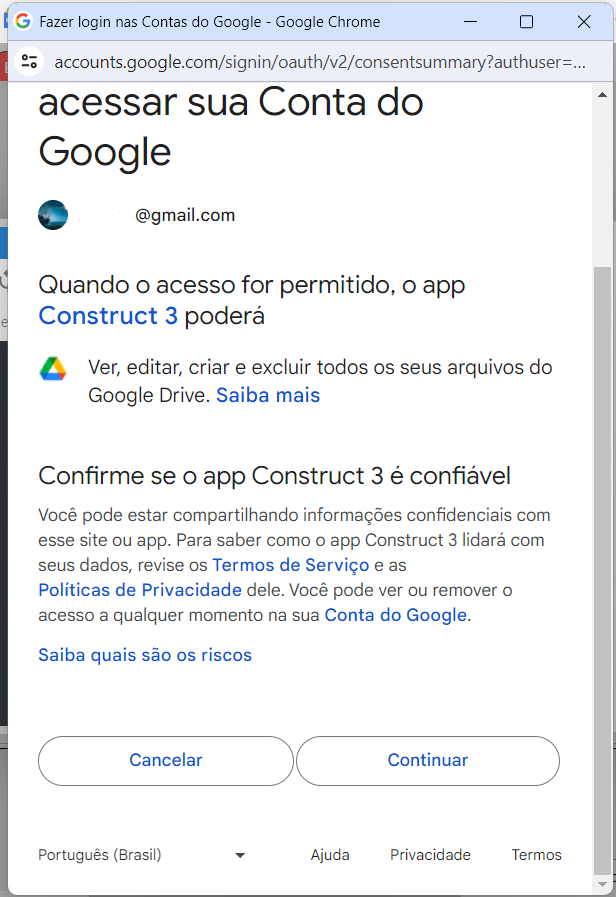 Fazer login nas Contas do Google - Google Chrome
accounts.google.com/signin/oauth/v2/consentsummary?authuser=...
acessar sua Conta do
Google
@gmail.com
Quando o acesso for permitido, o app
Construct 3 poderá
Ver, editar, criar e excluir todos os seus arquivos do
Google Drive. Saiba mais
Confirme se o app Construct 3 é confiável
Você pode estar compartilhando informações confidenciais com
esse site ou app. Para saber como o app Construct 3 lidará com
seus dados, revise os Termos de Serviço e as
Políticas de Privacidade dele. Você pode ver ou remover o
acesso a qualquer momento na sua Conta do Google.
Saiba quais são os riscos
Cancelar Continuar
Português (Brasil) Ajuda Privacidade Termos